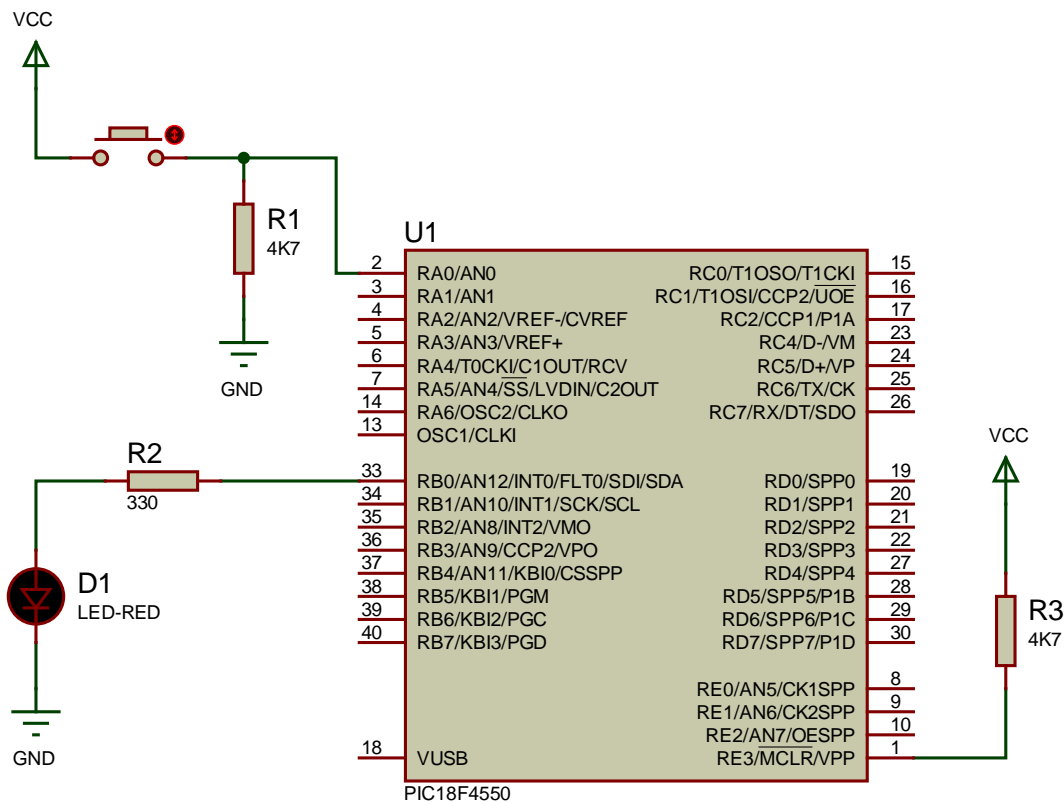 VCC
R1
4K7
GND
U1
2 RA0/AN0 RC0/T1OSO/T1CKI 15
3 RA1/AN1 RC1/T1OSI/CCP2/UOE 16
4 RA2/AN2/VREF-/CVREF RC2/CCP1/P1A 17
5 RA3/AN3/VREF+ RC4/D-/VM 23
6 RA4/T0CKI/C1OUT/RCV RC5/D+/VP 24
7 RA5/AN4/SS/LVDIN/C2OUT RC6/TX/CK 25
14 RA6/OSC2/CLKO RC7/RX/DT/SDO 26
13 OSC1/CLKI
33 RB0/AN12/INT0/FLT0/SDI/SDA RD0/SPP0 19
34 RB1/AN10/INT1/SCK/SCL RD1/SPP1 20
35 RB2/AN8/INT2/VMO RD2/SPP2 21
36 RB3/AN9/CCP2/VPO RD3/SPP3 22
37 RB4/AN11/KBI0/CSSPP RD4/SPP4 27
38 RB5/KBI1/PGM RD5/SPP5/P1B 28
39 RB6/KBI2/PGC RD6/SPP6/P1C 29
40 RB7/KBI3/PGD RD7/SPP7/P1D 30
RE0/AN5/CK1SPP 8
RE1/AN6/CK2SPP 9
RE2/AN7/OESPP 10
18 VUSB RE3/MCLR/VPP 1
PIC18F4550
R2
330
D1
LED-RED
GND
VCC
R3
4K7